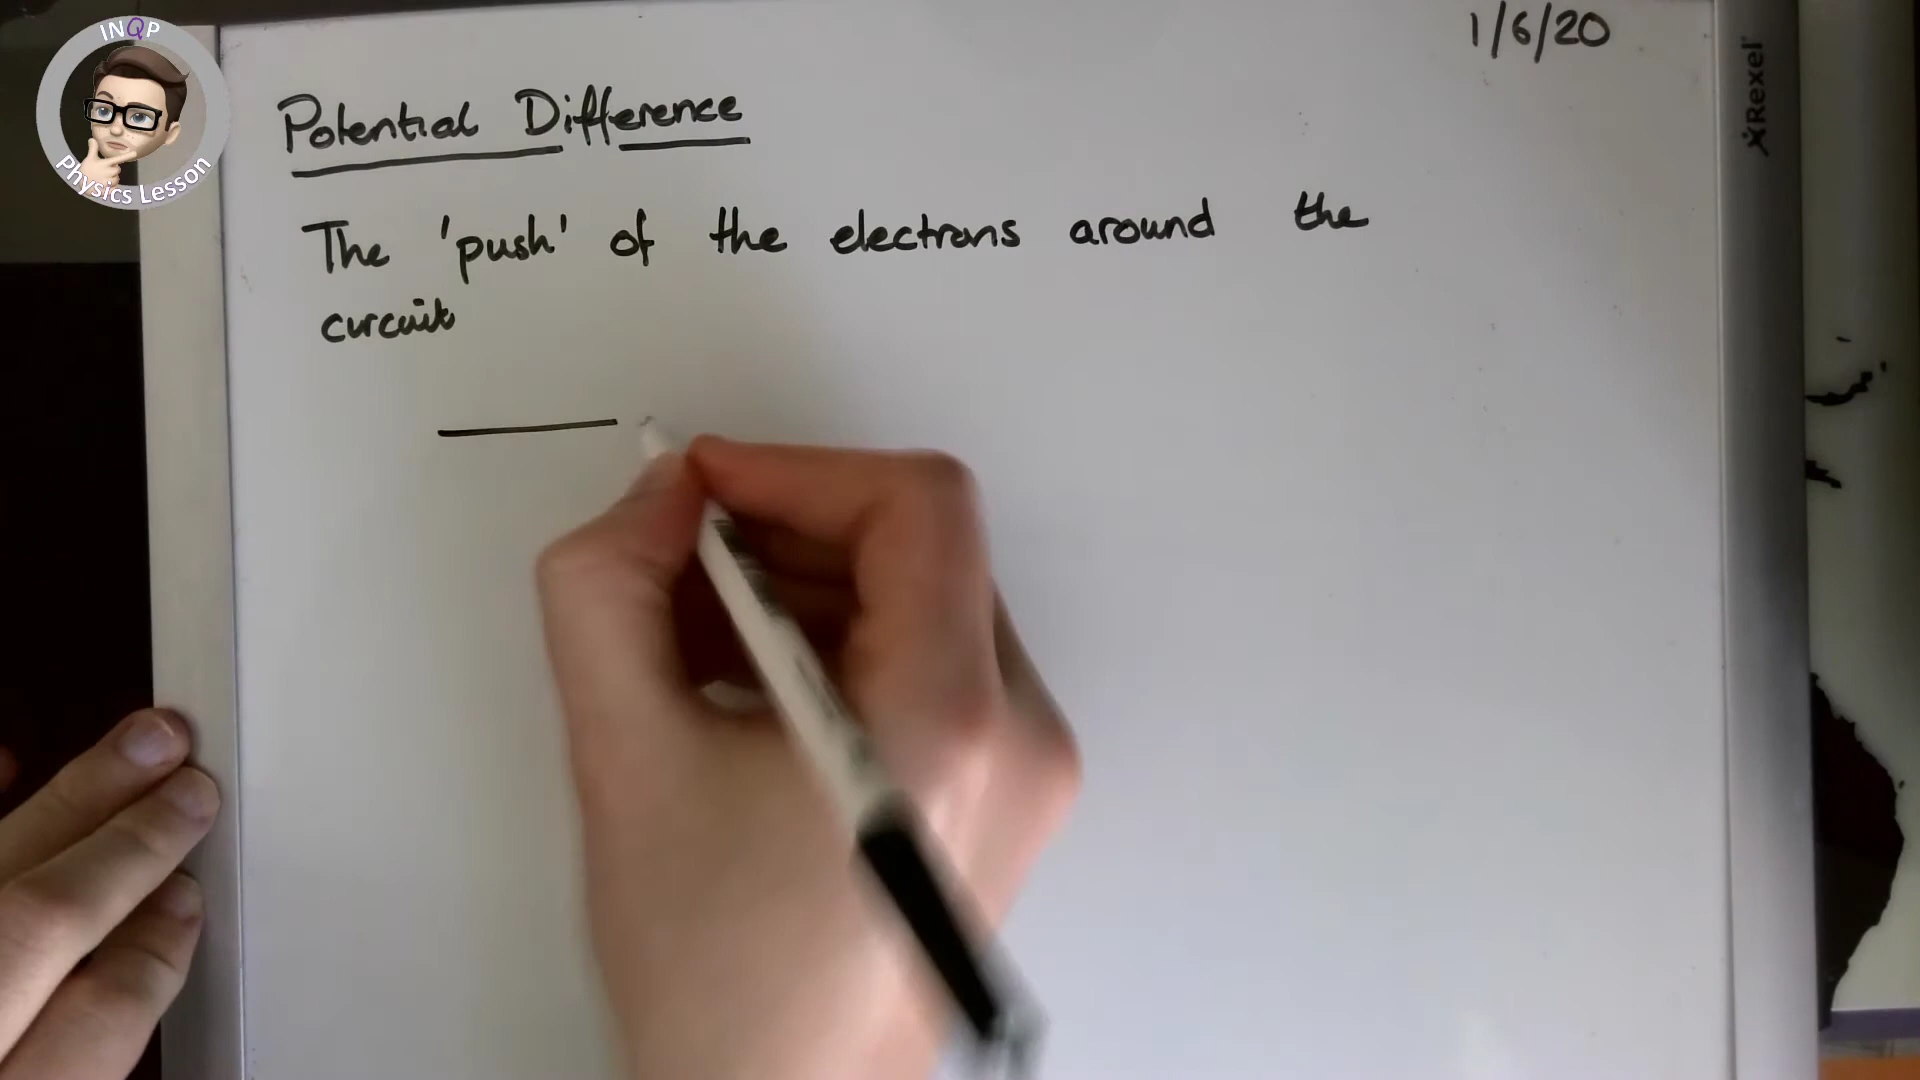 INQP
Physics Lesson
1/6/20
Rexel
Potential Difference
The 'push' of the electrons around the
circuit